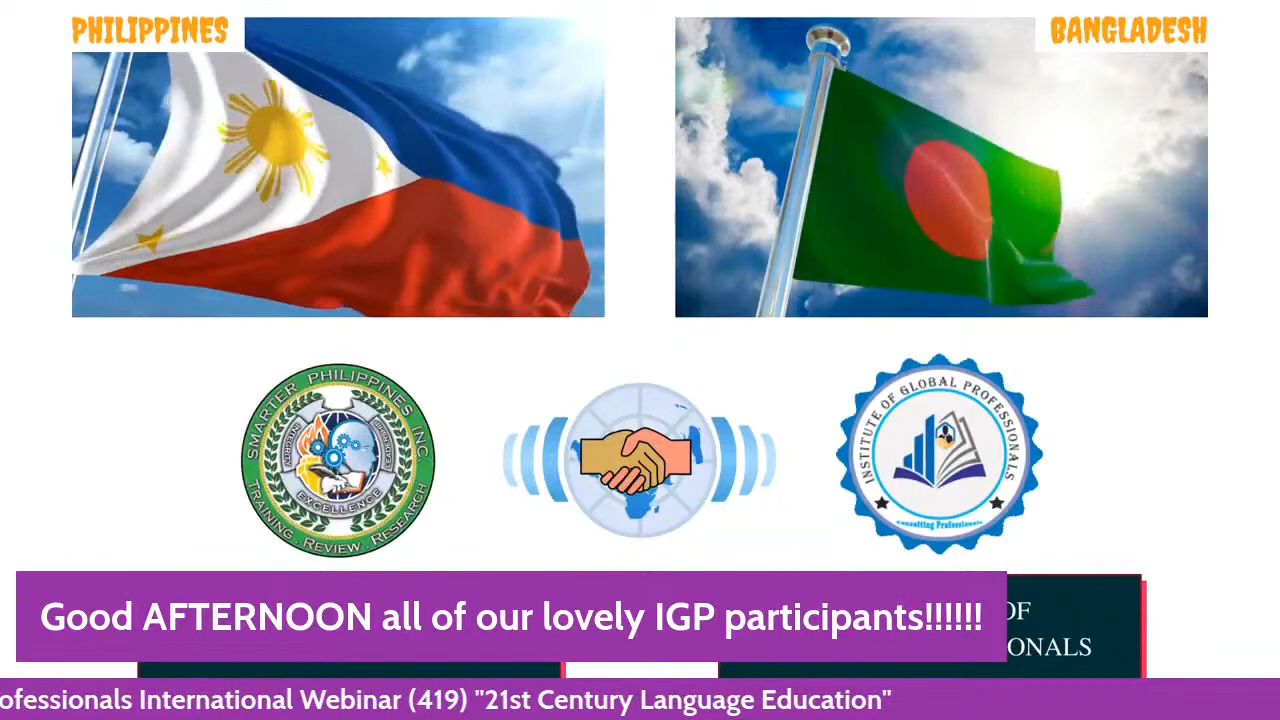 PHILIPPINES
BANGLADESH
SMARTER PHILIPPINES INC.
INTEGRITY
EXCELLENCE
TRAINING . REVIEW . RESEARCH
INSTITUTE OF GLOBAL PROFESSIONALS
Consulting Professionals
Good AFTERNOON all of our lovely IGP participants!!!!!!
OF
ONALS
ofessionals International Webinar (419) "21st Century Language Education"